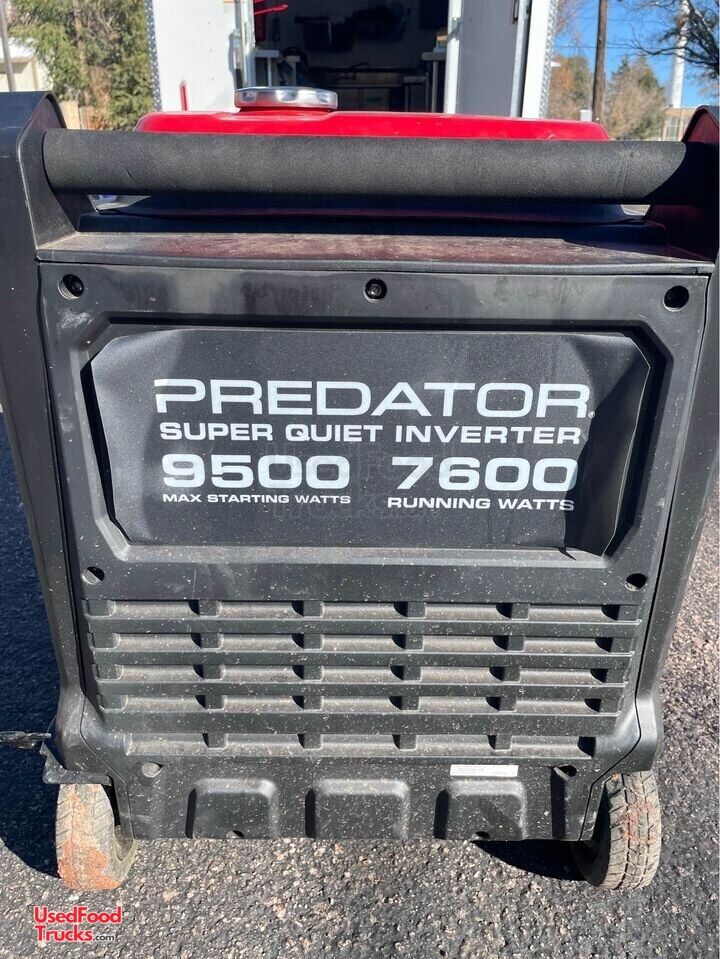 PREDATOR®
SUPER QUIET INVERTER
9500 7600
MAX STARTING WATTS RUNNING WATTS
UsedFood
Trucks.com